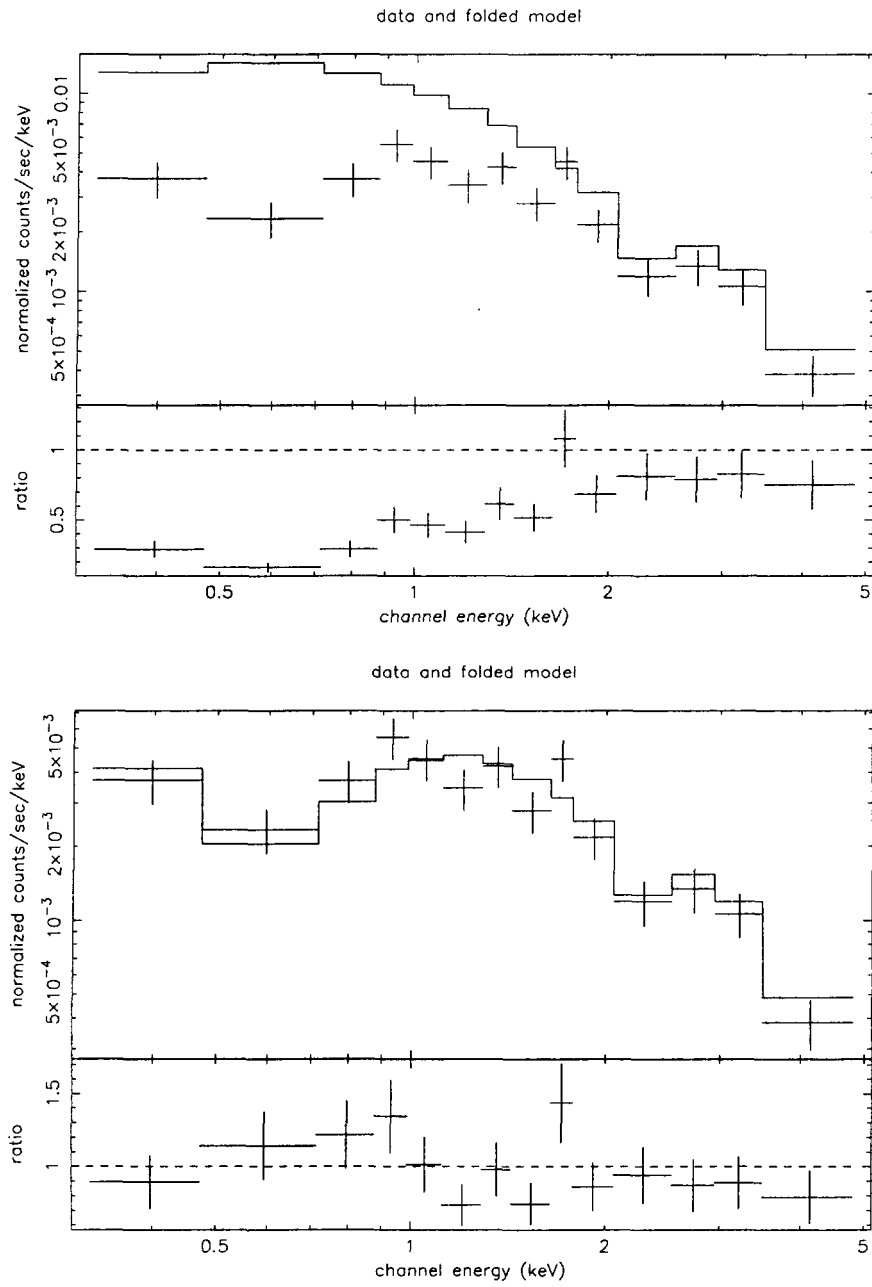 data and folded model
normalized counts/sec/keV
0.01
5×10⁻³
2×10⁻³
10⁻³
5×10⁻⁴
ratio
1
0.5
0.5
1
2
5
channel energy (keV)
data and folded model
normalized counts/sec/keV
5×10⁻³
2×10⁻³
10⁻³
5×10⁻⁴
ratio
1.5
1
0.5
1
2
5
channel energy (keV)